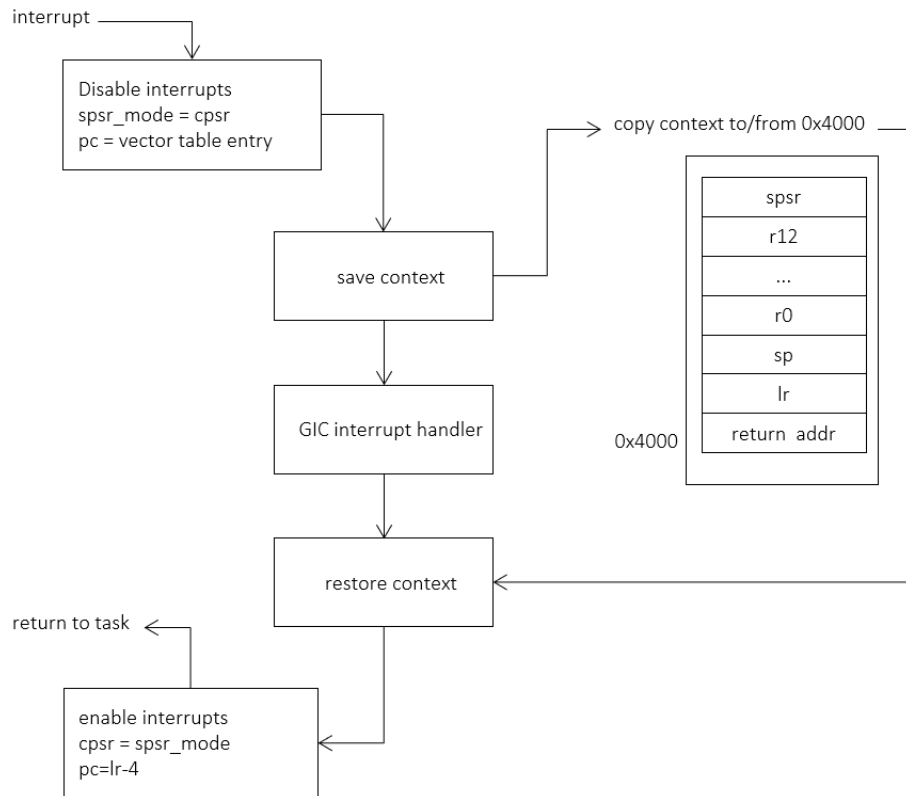 interrupt
Disable interrupts
spsr_mode = cpsr
pc = vector table entry
copy context to/from 0x4000
spsr
r12
...
r0
sp
lr
return addr
0x4000
save context
GIC interrupt handler
restore context
return to task
enable interrupts
cpsr = spsr_mode
pc=lr-4